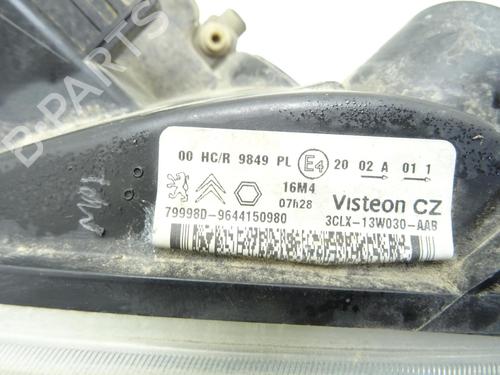 B-PARTS
00 HC/R 9849 PL E4 20 02 A 01 1
16M4
07h28
Visteon CZ
79998D-9644150980
3CLX-13W030-AAB